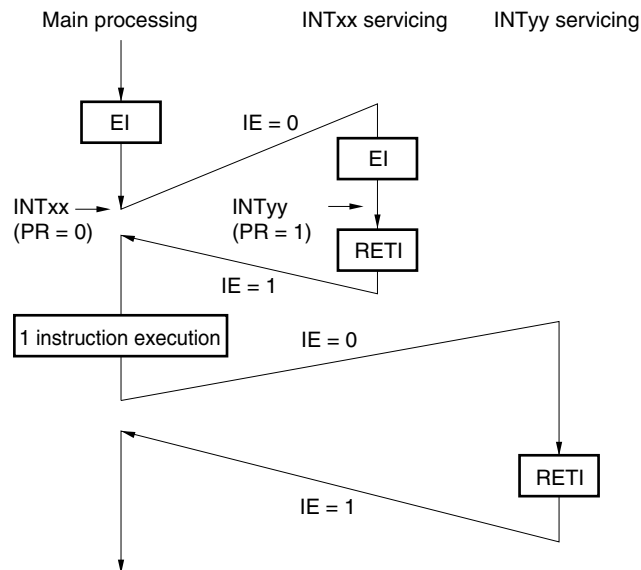 Main processing
INTxx servicing
INTyy servicing
EI
IE = 0
EI
INTxx
(PR = 0)
INTyy
(PR = 1)
RETI
IE = 1
1 instruction execution
IE = 0
RETI
IE = 1